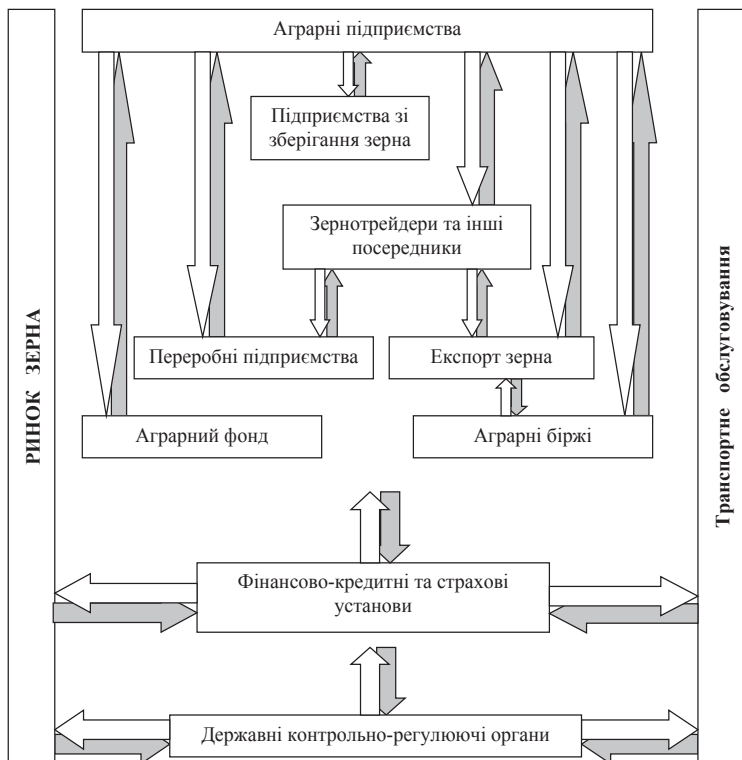 Аграрні підприємства
Підприємства зі
зберігання зерна
Зернотрейдери та інші
посередники
Переробні підприємства
Експорт зерна
Аграрний фонд
Аграрні біржі
РИНОК ЗЕРНА
Транспортне обслуговування
Фінансово-кредитні та страхові
установи
Державні контрольно-регулюючі органи